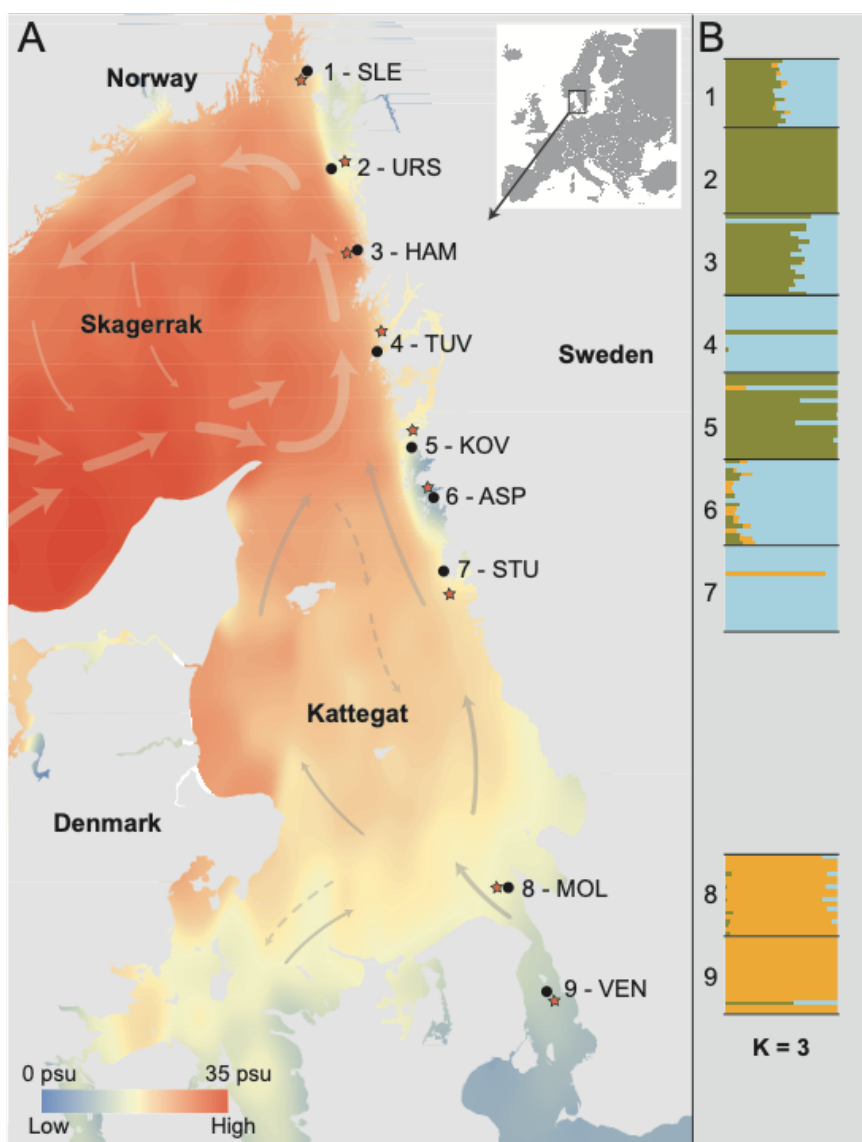 A
Norway
1 - SLE
2 - URS
3 - HAM
Skagerrak
4 - TUV
Sweden
5 - KOV
6 - ASP
7 - STU
Kattegat
Denmark
8 - MOL
9 - VEN
0 psu 35 psu
Low High
B
1
2
3
4
5
6
7
8
9
K = 3